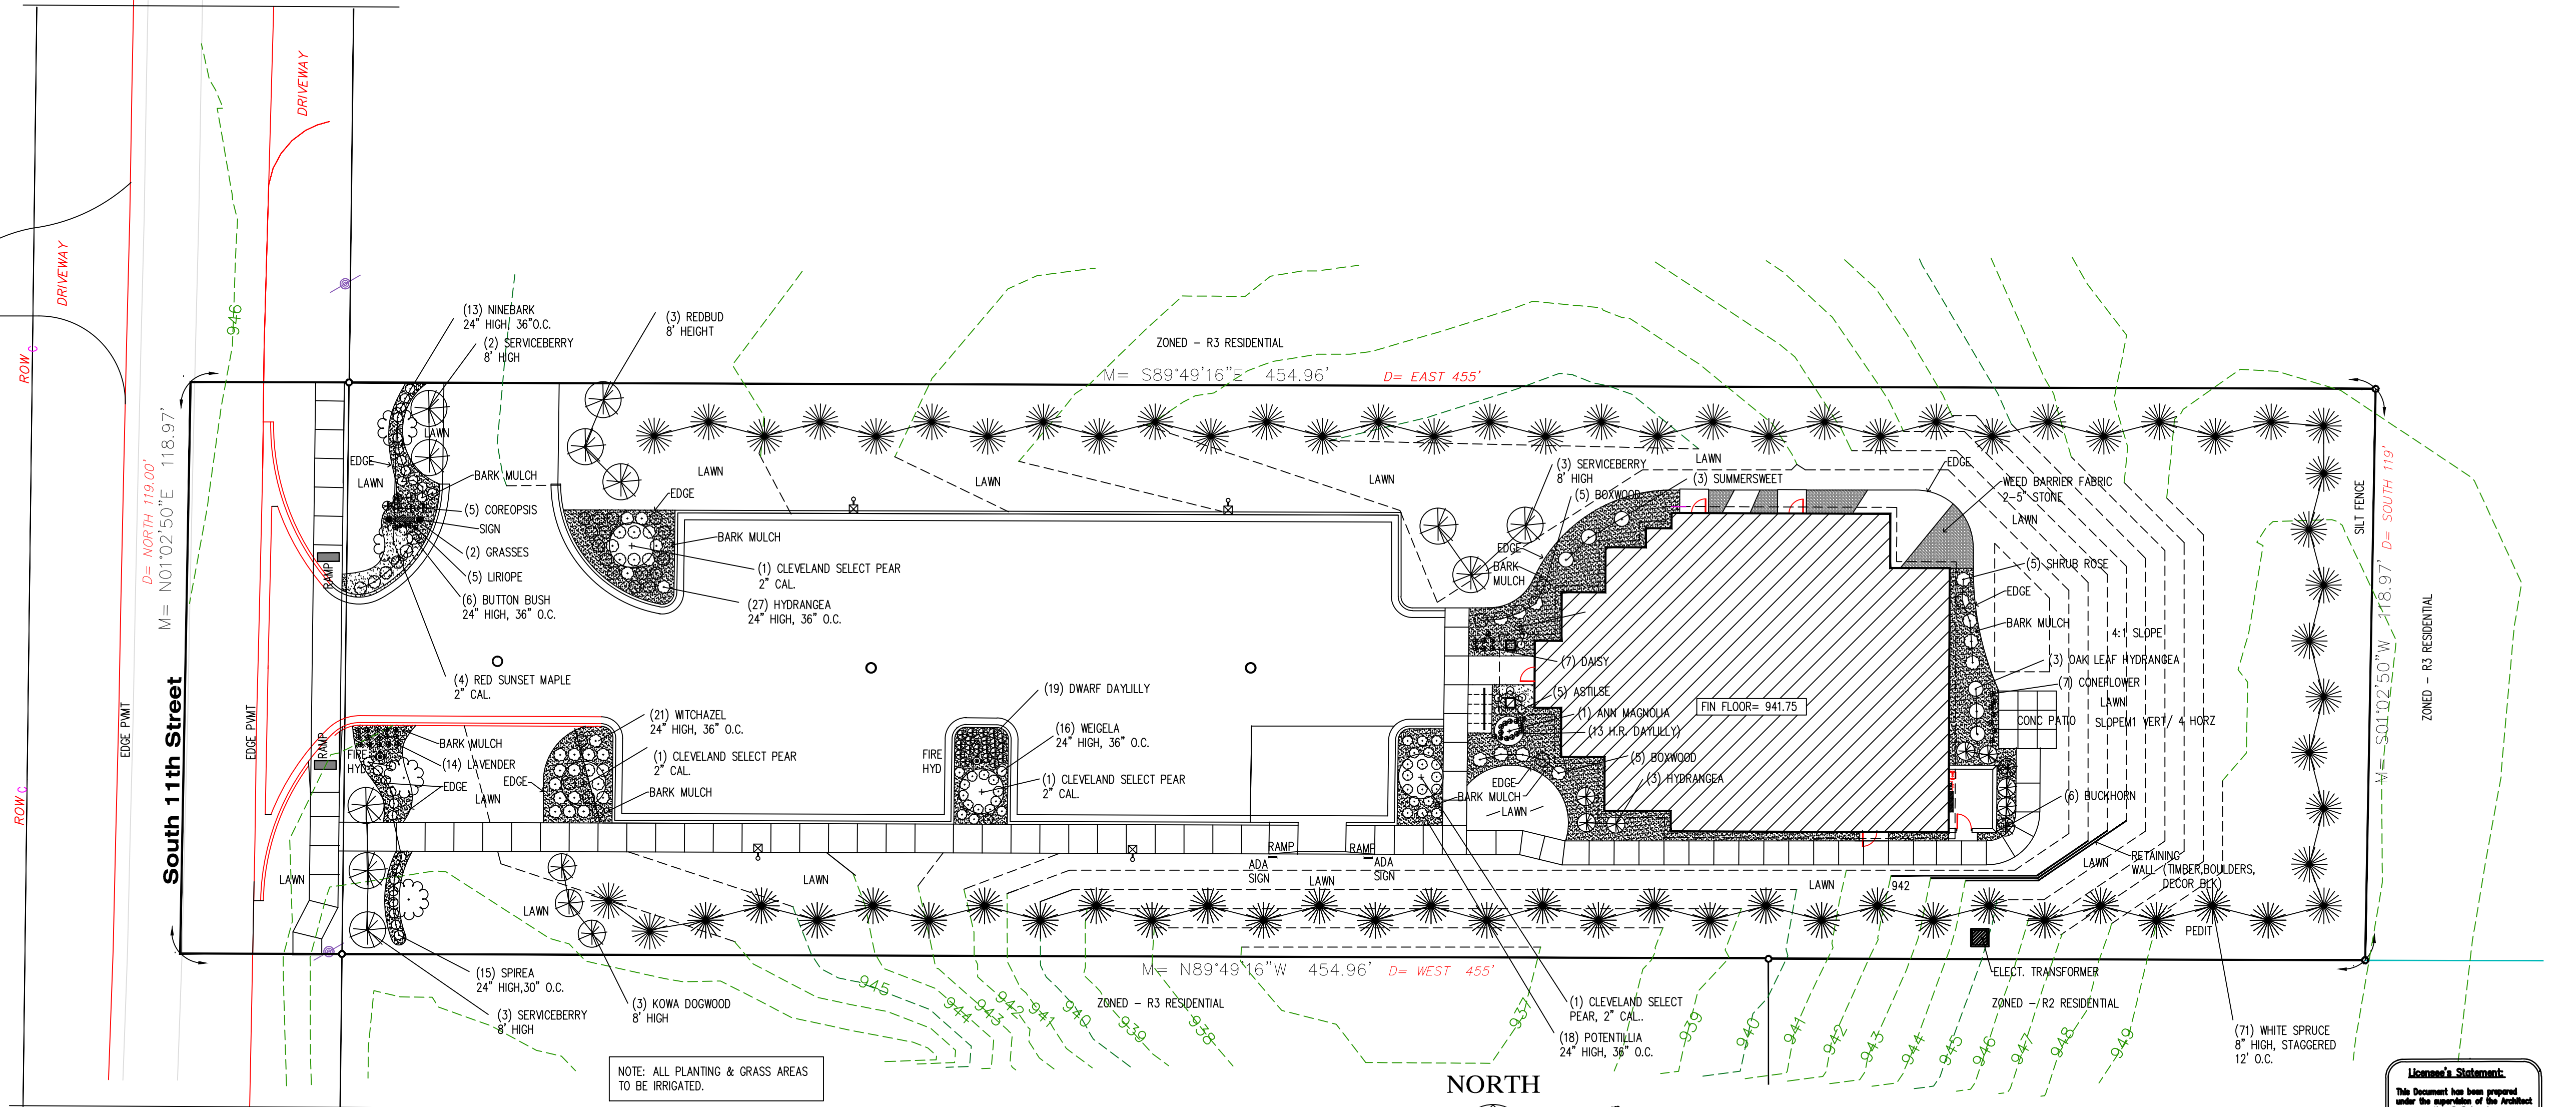 DRIVEWAY
DRIVEWAY
946
ROW
C
EDGE PVMT
EDGE PVMT
D= NORTH 119.00'
M= N01°02'50"E 118.97'
South 11th Street
ROW
C
(13) NINEBARK
24" HIGH, 36"O.C.
(2) SERVICEBERRY
8' HIGH
(3) REDBUD
8' HEIGHT
ZONED - R3 RESIDENTIAL
M= S89°49'16"E 454.96'
D= EAST 455'
LAWN
EDGE
LAWN
BARK MULCH
(5) COREOPSIS
SIGN
(2) GRASSES
(5) LIRIOPE
(6) BUTTON BUSH
24" HIGH, 36" O.C.
(4) RED SUNSET MAPLE
2" CAL.
RAMP
RAMP
LAWN
EDGE
BARK MULCH
(1) CLEVELAND SELECT PEAR
2" CAL.
(27) HYDRANGEA
24" HIGH, 36" O.C.
LAWN
LAWN
LAWN
(3) SERVICEBERRY
8' HIGH
(5) BOXWOOD
(3) SUMMERSWEET
EDGE
BARK
MULCH
EDGE
WEED BARRIER FABRIC
2-5" STONE
LAWN
(5) SHRUB ROSE
EDGE
BARK MULCH
4:1 SLOPE
(3) OAK LEAF HYDRANGEA
(7) CONEFLOWER
LAWN
CONC PATO
SLOPEM1 VERT/ 4 HORZ
SILT FENCE
D= SOUTH 119'
M= S01°02'50"W 118.97'
ZONED - R3 RESIDENTIAL
(7) DAISY
(5) ASTILSE
(1) ANN MAGNOLIA
(13 H.R. DAYLILLY)
FIN FLOOR= 941.75
(5) BOXWOOD
(3) HYDRANGEA
EDGE
BARK MULCH
LAWN
(6) BUCKHORN
BARK MULCH
(14) LAVENDER
EDGE
LAWN
FIRE
HYD
EDGE
(21) WITCHAZEL
24" HIGH, 36" O.C.
(1) CLEVELAND SELECT PEAR
2" CAL.
BARK MULCH
FIRE
HYD
(19) DWARF DAYLILLY
(16) WEIGELA
24" HIGH, 36" O.C.
(1) CLEVELAND SELECT PEAR
2" CAL.
RAMP
RAMP
ADA
SIGN
ADA
SIGN
LAWN
LAWN
LAWN
LAWN
LAWN
942
LAWN
RETAINING
WALL (TIMBER,BOULDERS,
DECOR BLK)
PEDIT
ELECT. TRANSFORMER
M= N89°49'16"W 454.96'
D= WEST 455'
ZONED - R3 RESIDENTIAL
ZONED - R2 RESIDENTIAL
(15) SPIREA
24" HIGH,30" O.C.
(3) SERVICEBERRY
8' HIGH
(3) KOWA DOGWOOD
8' HIGH
945
944
943
942
941
940
939
938
937
939
940
941
942
943
944
945
946
947
948
949
(1) CLEVELAND SELECT
PEAR, 2" CAL..
(18) POTENTILLIA
24" HIGH, 36" O.C.
(71) WHITE SPRUCE
8" HIGH, STAGGERED
12' O.C.
NOTE: ALL PLANTING & GRASS AREAS
TO BE IRRIGATED.
NORTH
Licensee's Statement:
This Document has been prepared
under the supervision of the Architect